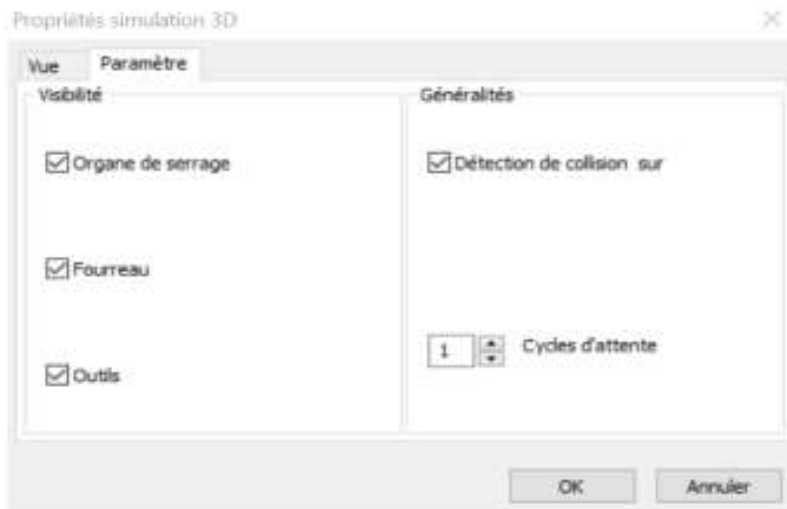 Propriétés simulation 3D
Vue
Paramètre
Visibilité
Organe de serrage
Fourreau
Outils
Généralités
Détection de collision sur
1 Cycles d'attente
OK
Annuler